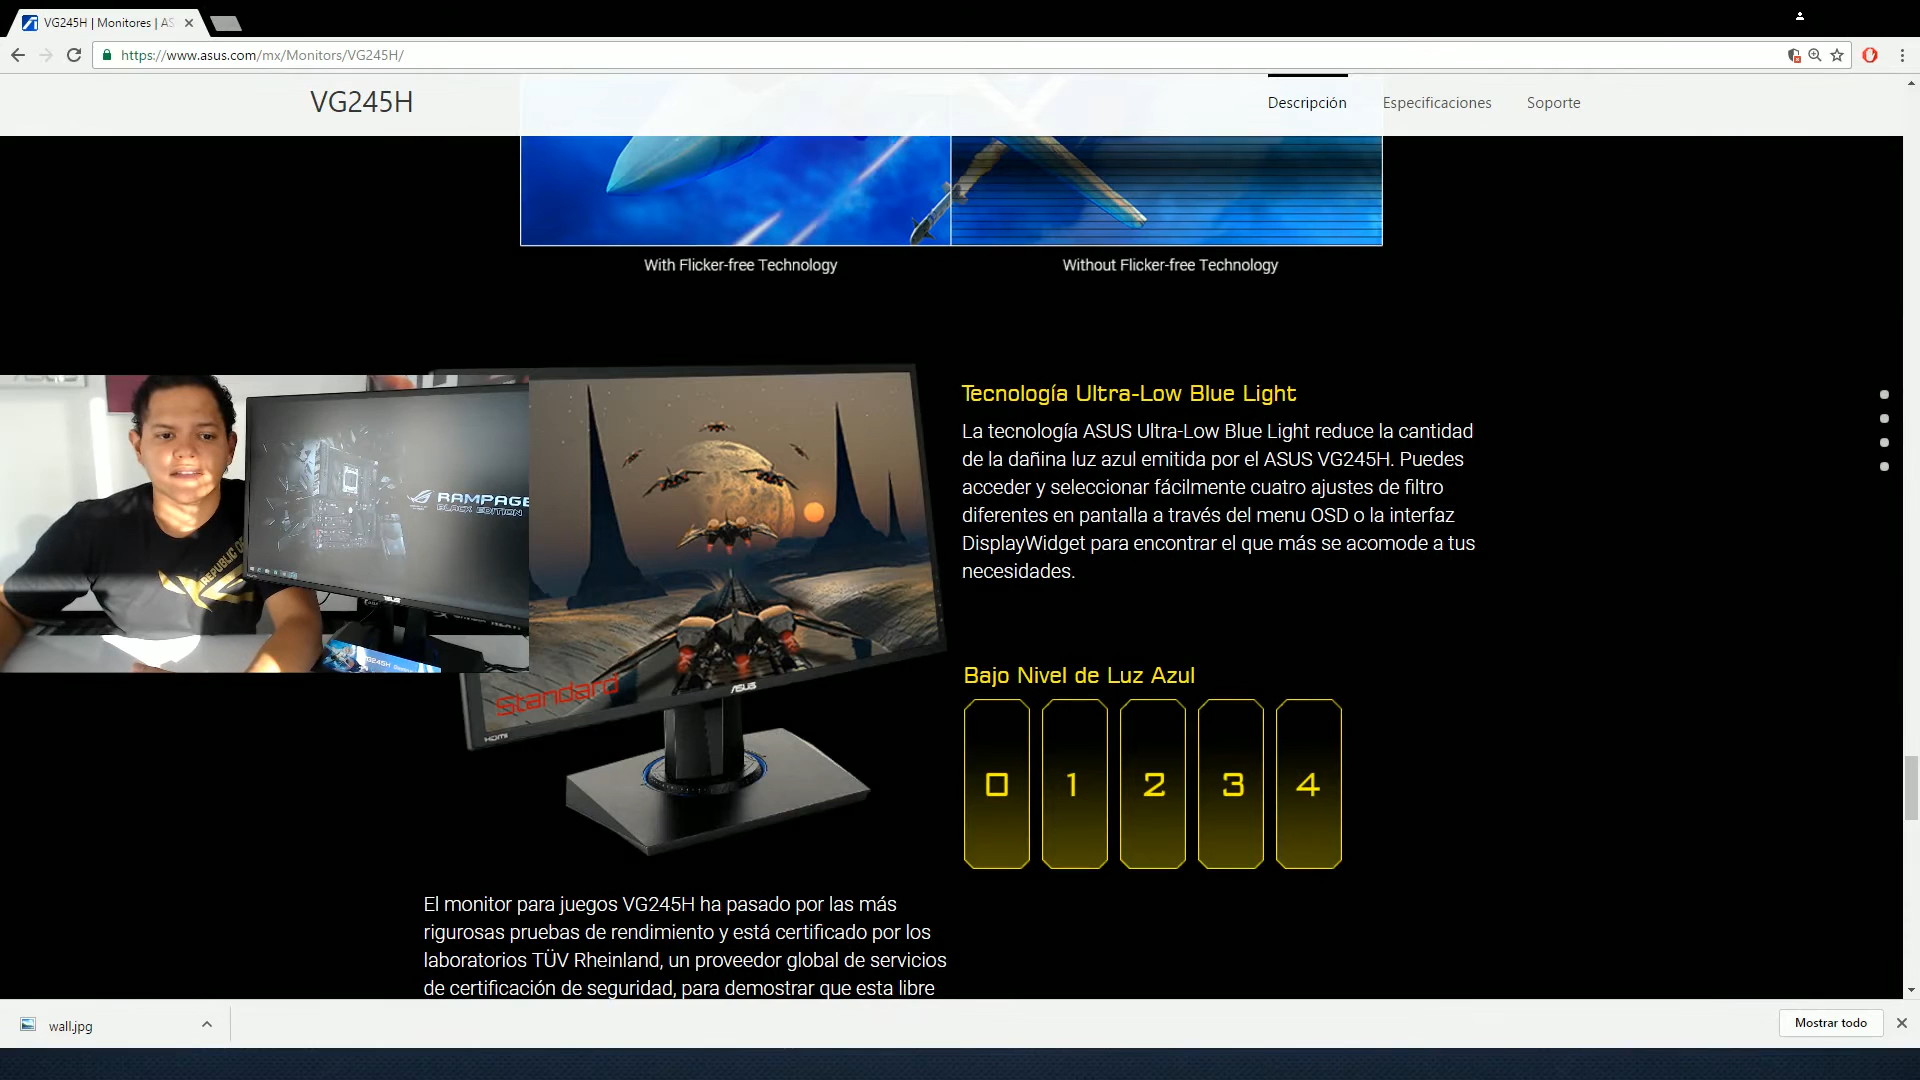 VG245H | Monitores | AS
https://www.asus.com/mx/Monitors/VG245H/
VG245H
Descripción
Especificaciones
Soporte
With Flicker-free Technology
Without Flicker-free Technology
Tecnología Ultra-Low Blue Light
La tecnología ASUS Ultra-Low Blue Light reduce la cantidad
de la dañina luz azul emitida por el ASUS VG245H. Puedes
acceder y seleccionar fácilmente cuatro ajustes de filtro
diferentes en pantalla a través del menu OSD o la interfaz
DisplayWidget para encontrar el que más se acomode a tus
necesidades.
RAMPAGE
BLACK EDITION
REPUBLIC OF
ASUS
VG245H
Standard
ASUS
HDMI
Bajo Nivel de Luz Azul
0 1 2 3 4
El monitor para juegos VG245H ha pasado por las más
rigurosas pruebas de rendimiento y está certificado por los
laboratorios TÜV Rheinland, un proveedor global de servicios
de certificación de seguridad, para demostrar que esta libre
wall.jpg
Mostrar todo